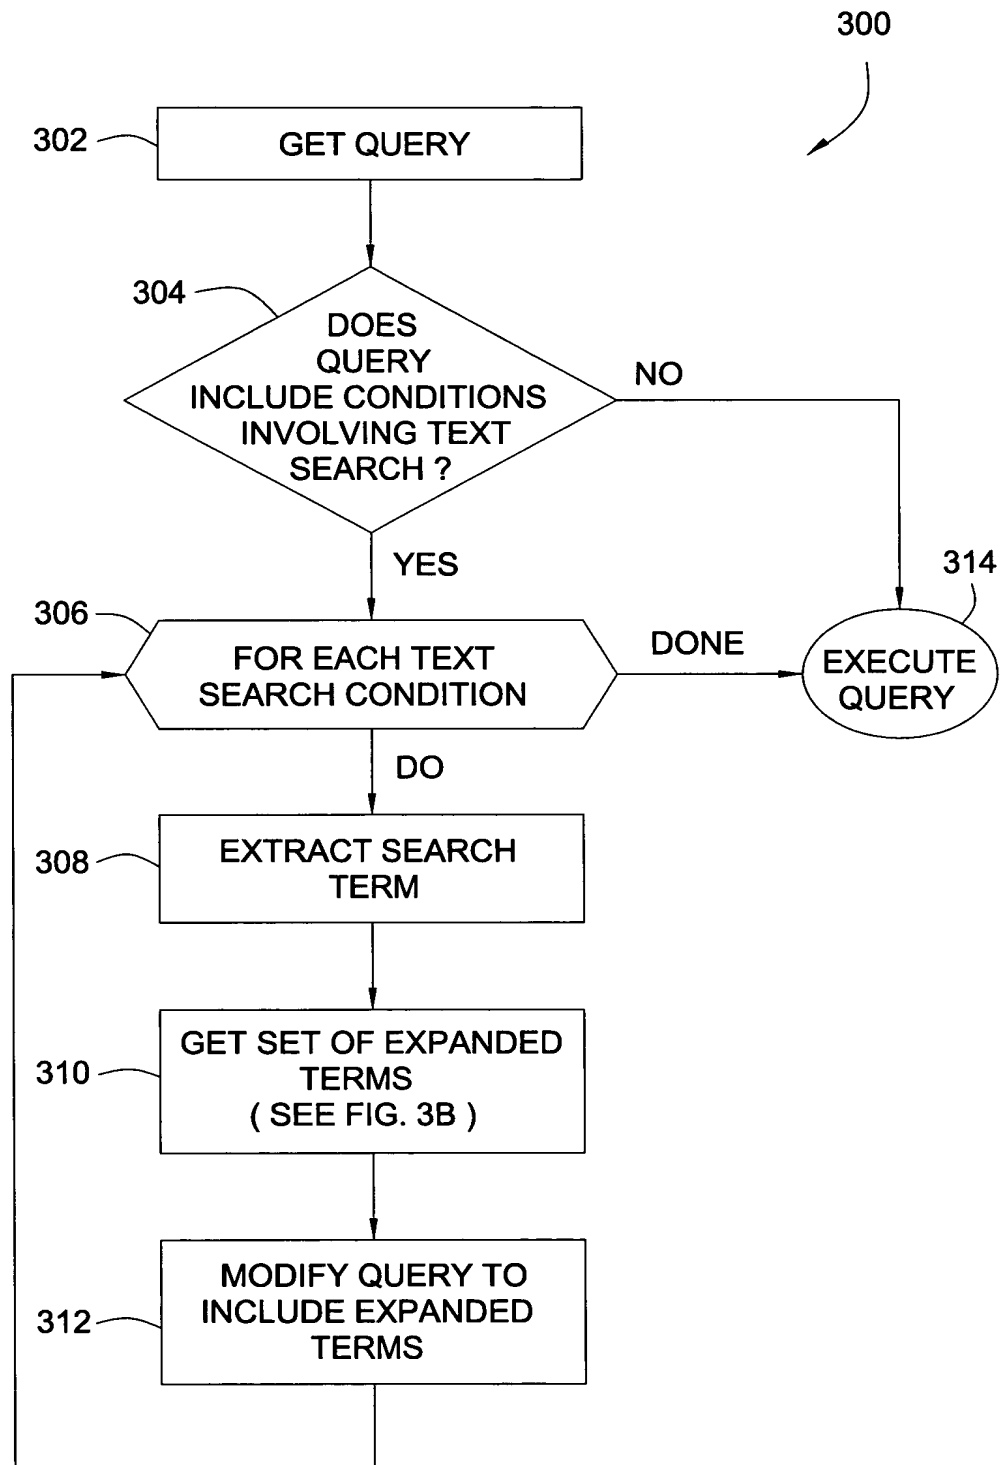 300
302
GET QUERY
304
DOES
QUERY
INCLUDE CONDITIONS
INVOLVING TEXT
SEARCH ?
NO
YES
314
306
FOR EACH TEXT
SEARCH CONDITION
DONE
EXECUTE
QUERY
DO
308
EXTRACT SEARCH
TERM
310
GET SET OF EXPANDED
TERMS
( SEE FIG. 3B )
312
MODIFY QUERY TO
INCLUDE EXPANDED
TERMS